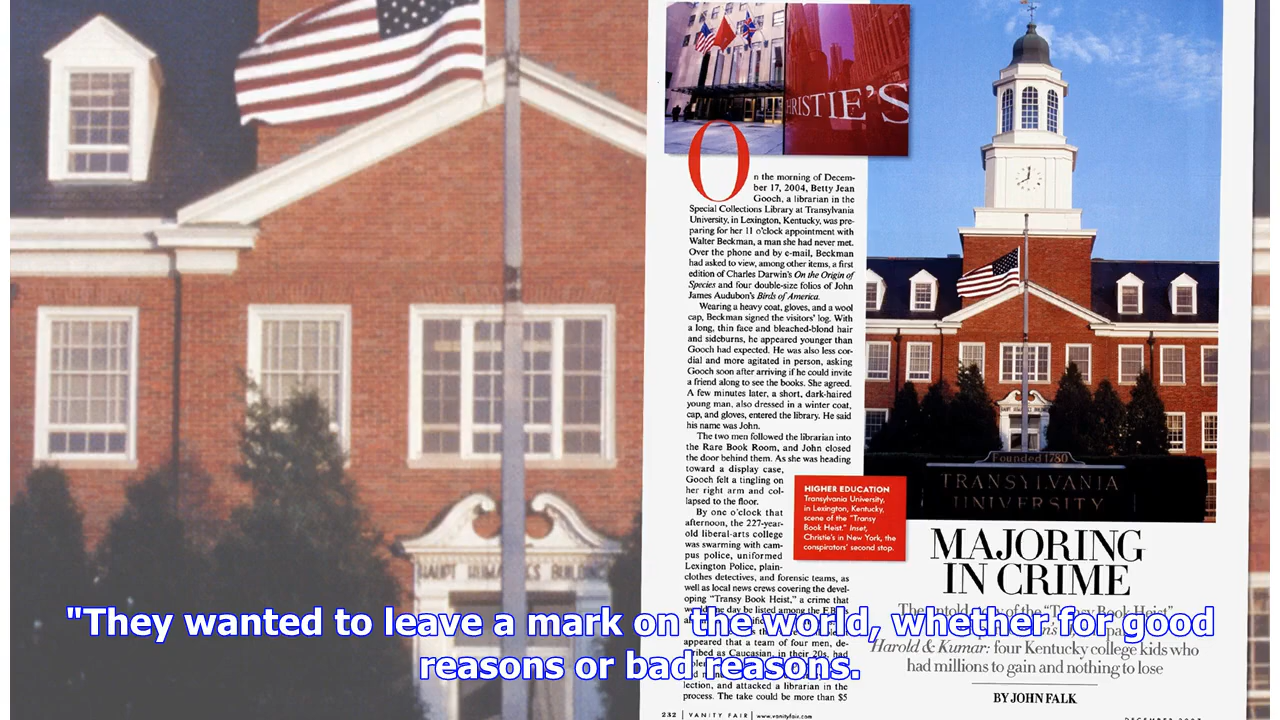 CHRISTIE'S
On the morning of Decem-
ber 17, 2004, Betty Jean
Gooch, a librarian in the
Special Collections Library at Transylvania
University, in Lexington, Kentucky, was pre-
paring for her 11 o'clock appointment with
Walter Beckman, a man she had never met.
Over the phone and by e-mail, Beckman
had asked to view, among other items, a first
edition of Charles Darwin's On the Origin of
Species and four double-size folios of John
James Audubon's Birds of America.
Wearing a heavy coat, gloves, and a wool
cap, Beckman signed the visitors' log. With
a long, thin face and bleached-blond hair
and sideburns, he appeared younger than
Gooch had expected. He was also less cor-
dial and more agitated in person, asking
Gooch soon after arriving if he could invite
a friend along to see the books. She agreed.
A few minutes later, a short, dark-haired
young man, also dressed in a winter coat,
cap, and gloves, entered the library. He said
his name was John.
The two men followed the librarian into
the Rare Book Room, and John closed
the door behind them. As she was heading
toward a display case,
Gooch felt a tingling on
her right arm and col-
lapsed to the floor.
By one o'clock that
afternoon, the 227-year-
old liberal-arts college
was swarming with cam-
pus police, uniformed
Lexington Police, plain-
clothes detectives, and forensic teams, as
well as local news crews covering the devel-
oping "Transy Book Heist," a crime that
day be listed among the
appeared that a team of four men, de-
scribed as Caucasian, in their 20s, had
lection, and attacked a librarian in the
process. The take could be more than $5
HIGHER EDUCATION
Transylvania University,
in Lexington, Kentucky,
scene of the "Transy
Book Heist." Inset,
Christie's in New York, the
conspirators' second stop.
Founded 1780
TRANSYLVANIA
UNIVERSITY
MAJORING
IN CRIME
The untold story of the "Transy Book Heist"
Harold & Kumar: four Kentucky college kids who
had millions to gain and nothing to lose
BY JOHN FALK
232 | VANITY FAIR | www.vanityfair.com
DECEMBER 2007
"They wanted to leave a mark on the world, whether for good
reasons or bad reasons.